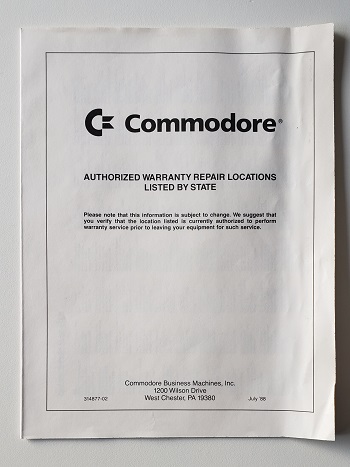 Commodore®
AUTHORIZED WARRANTY REPAIR LOCATIONS
LISTED BY STATE
Please note that this information is subject to change. We suggest that
you verify that the location listed is currently authorized to perform
warranty service prior to leaving your equipment for such service.
Commodore Business Machines, Inc.
1200 Wilson Drive
314877-02 West Chester, PA 19380 July '88